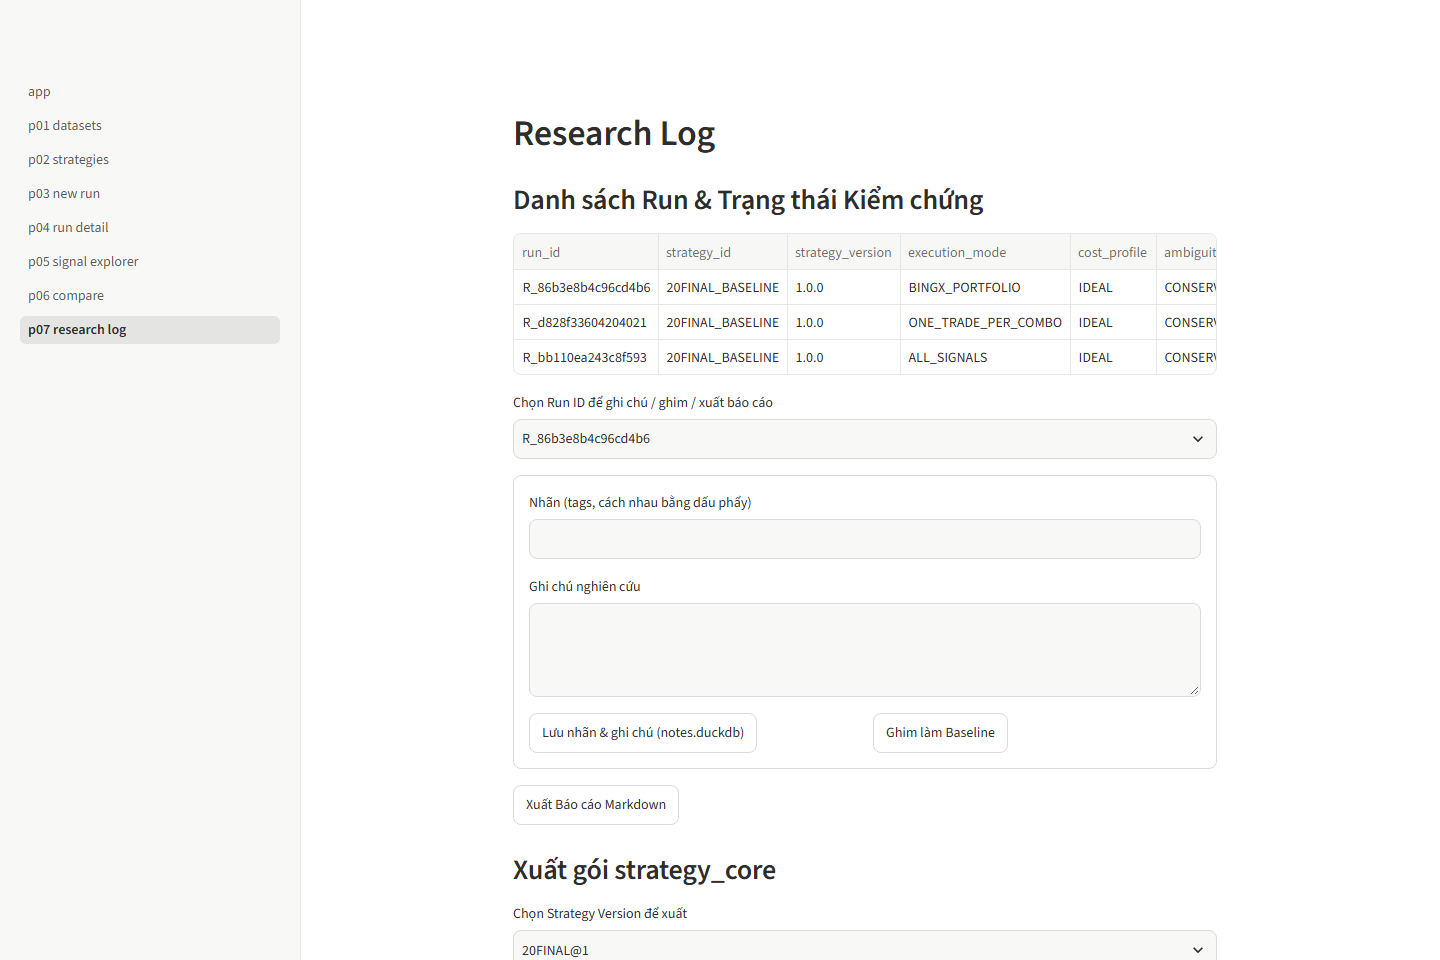 app
p01 datasets
p02 strategies
p03 new run
p04 run detail
p05 signal explorer
p06 compare
p07 research log
Research Log
Danh sách Run & Trạng thái Kiểm chứng
run_id strategy_id strategy_version execution_mode cost_profile ambiguit
R_86b3e8b4c96cd4b6 20FINAL_BASELINE 1.0.0 BINGX_PORTFOLIO IDEAL CONSERV
R_d828f33604204021 20FINAL_BASELINE 1.0.0 ONE_TRADE_PER_COMBO IDEAL CONSERV
R_bb110ea243c8f593 20FINAL_BASELINE 1.0.0 ALL_SIGNALS IDEAL CONSERV
Chọn Run ID để ghi chú / ghim / xuất báo cáo
R_86b3e8b4c96cd4b6
Nhãn (tags, cách nhau bằng dấu phẩy)
Ghi chú nghiên cứu
Lưu nhãn & ghi chú (notes.duckdb) Ghim làm Baseline
Xuất Báo cáo Markdown
Xuất gói strategy_core
Chọn Strategy Version để xuất
20FINAL@1